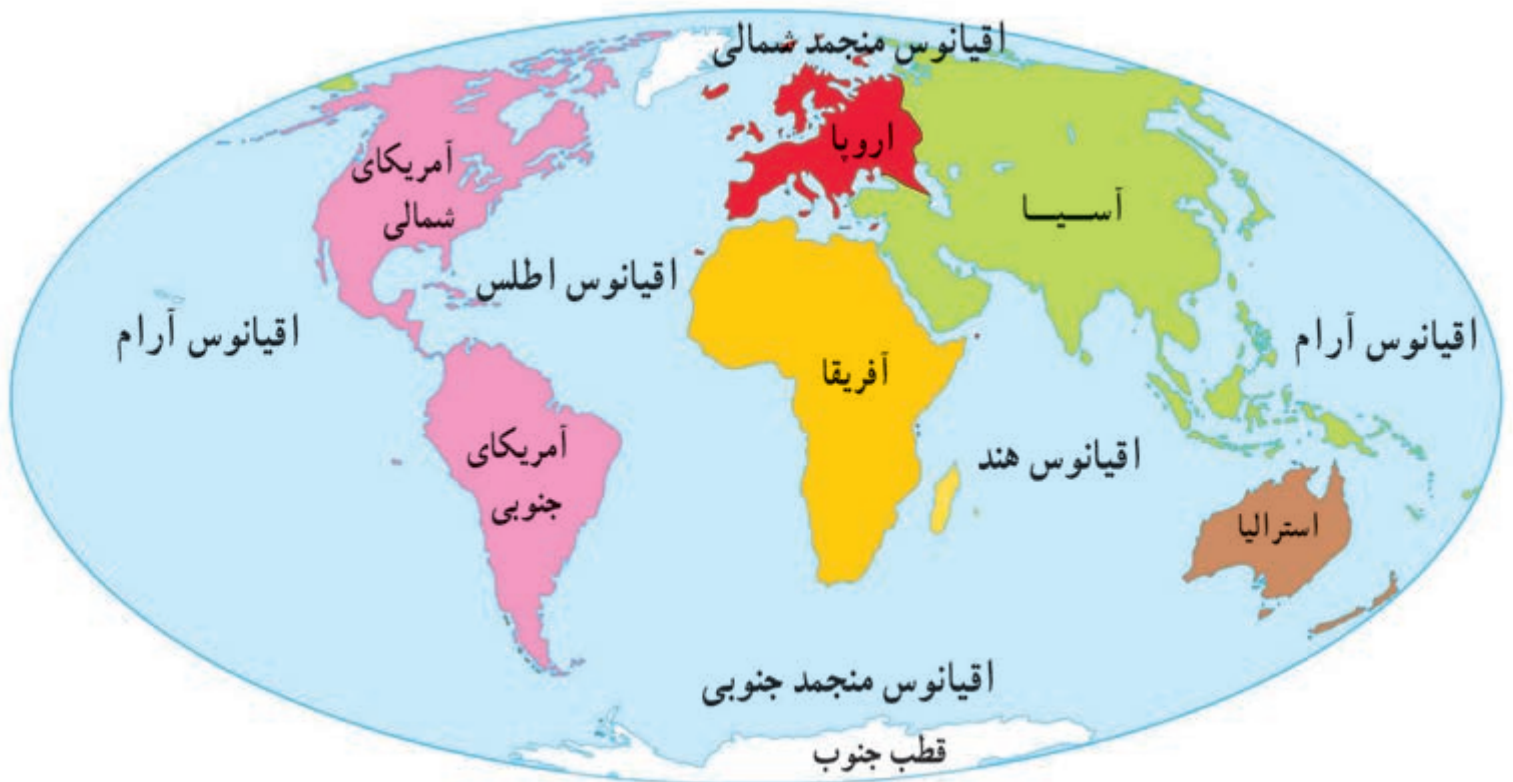 اقیانوس منجمد شمالی
اروپا
آمریکای
شمالی
آسیا
اقیانوس اطلس
اقیانوس آرام
اقیانوس آرام
آفریقا
آمریکای
جنوبی
اقیانوس هند
استرالیا
اقیانوس منجمد جنوبی
قطب جنوب